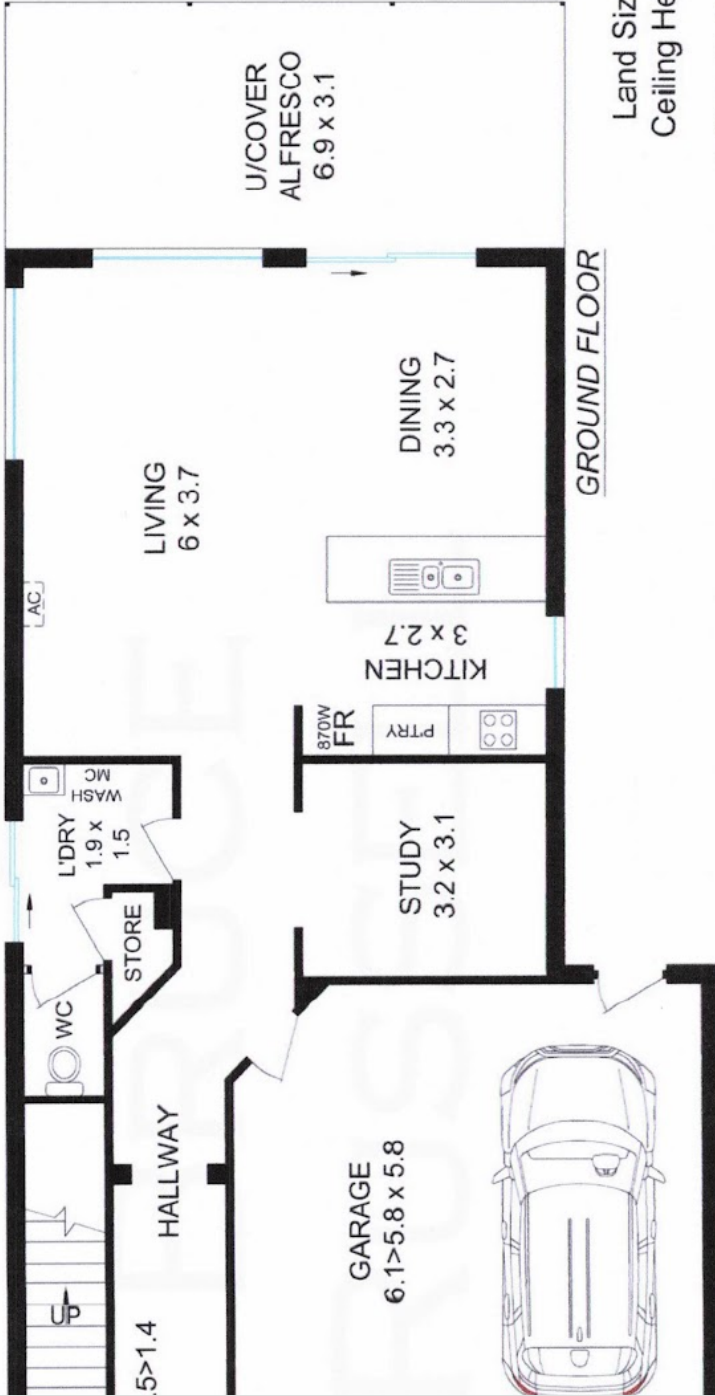 U/COVER
ALFRESCO
6.9 x 3.1
Land Siz
Ceiling He
LIVING
6 x 3.7
DINING
3.3 x 2.7
GROUND FLOOR
AC
KITCHEN
3 x 2.7
870W
FR
P'TRY
WASH
MC
L'DRY
1.9 x
1.5
STORE
WC
STUDY
3.2 x 3.1
HALLWAY
GARAGE
6.1>5.8 x 5.8
UP
.5>1.4